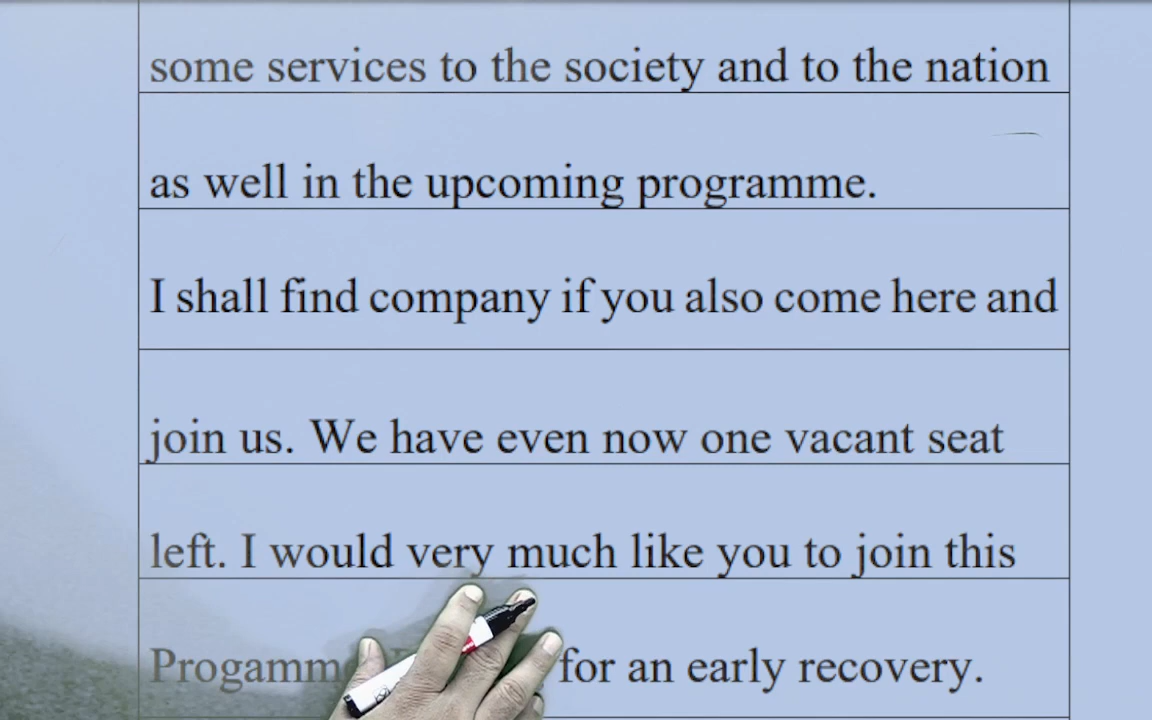 some services to the society and to the nation
as well in the upcoming programme.
I shall find company if you also come here and
join us. We have even now one vacant seat
left. I would very much like you to join this
for an early recovery.